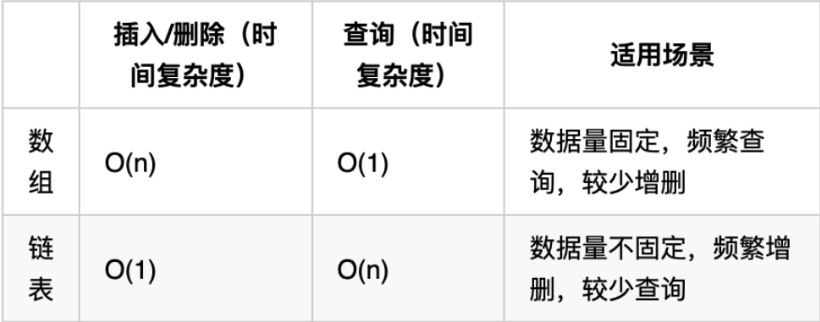 插入/删除（时
间复杂度）
查询（时间
复杂度）
适用场景
数
组
O(n)
O(1)
数据量固定，频繁查
询，较少增删
链
表
O(1)
O(n)
数据量不固定，频繁增
删，较少查询